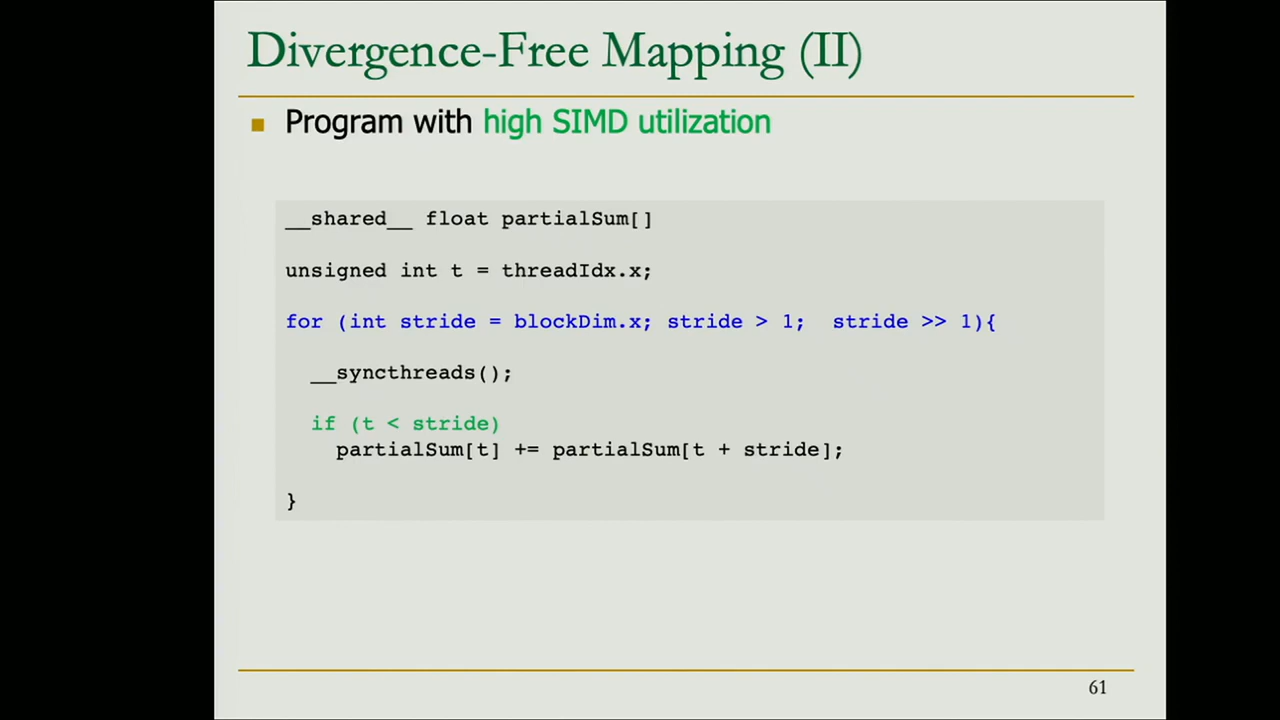 Divergence-Free Mapping (II)
Program with high SIMD utilization
__shared__ float partialSum[]
unsigned int t = threadIdx.x;
for (int stride = blockDim.x; stride > 1;  stride >> 1){
__syncthreads();
if (t < stride)
partialSum[t] += partialSum[t + stride];
}
61